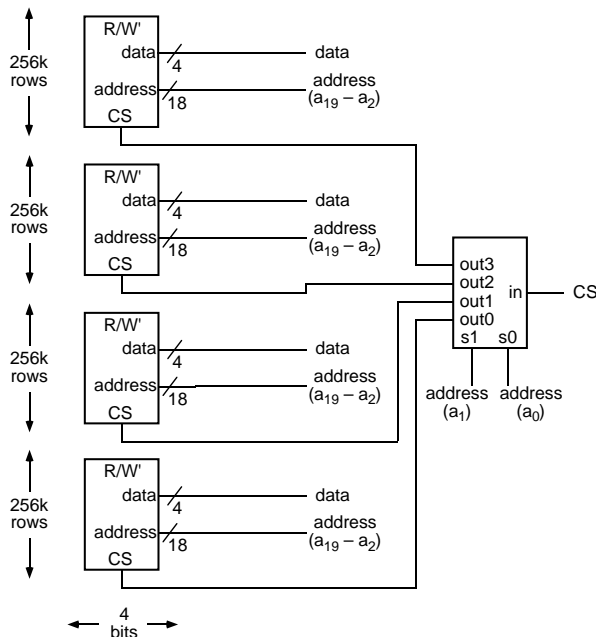 256k
rows
R/W'
data
4
data
address
18
address
(a19 – a2)
CS
256k
rows
R/W'
data
4
data
address
18
address
(a19 – a2)
CS
out3
out2
out1
out0
in
CS
s1 s0
address
(a1)
address
(a0)
256k
rows
R/W'
data
4
data
address
18
address
(a19 – a2)
CS
256k
rows
R/W'
data
4
data
address
18
address
(a19 – a2)
CS
4
bits